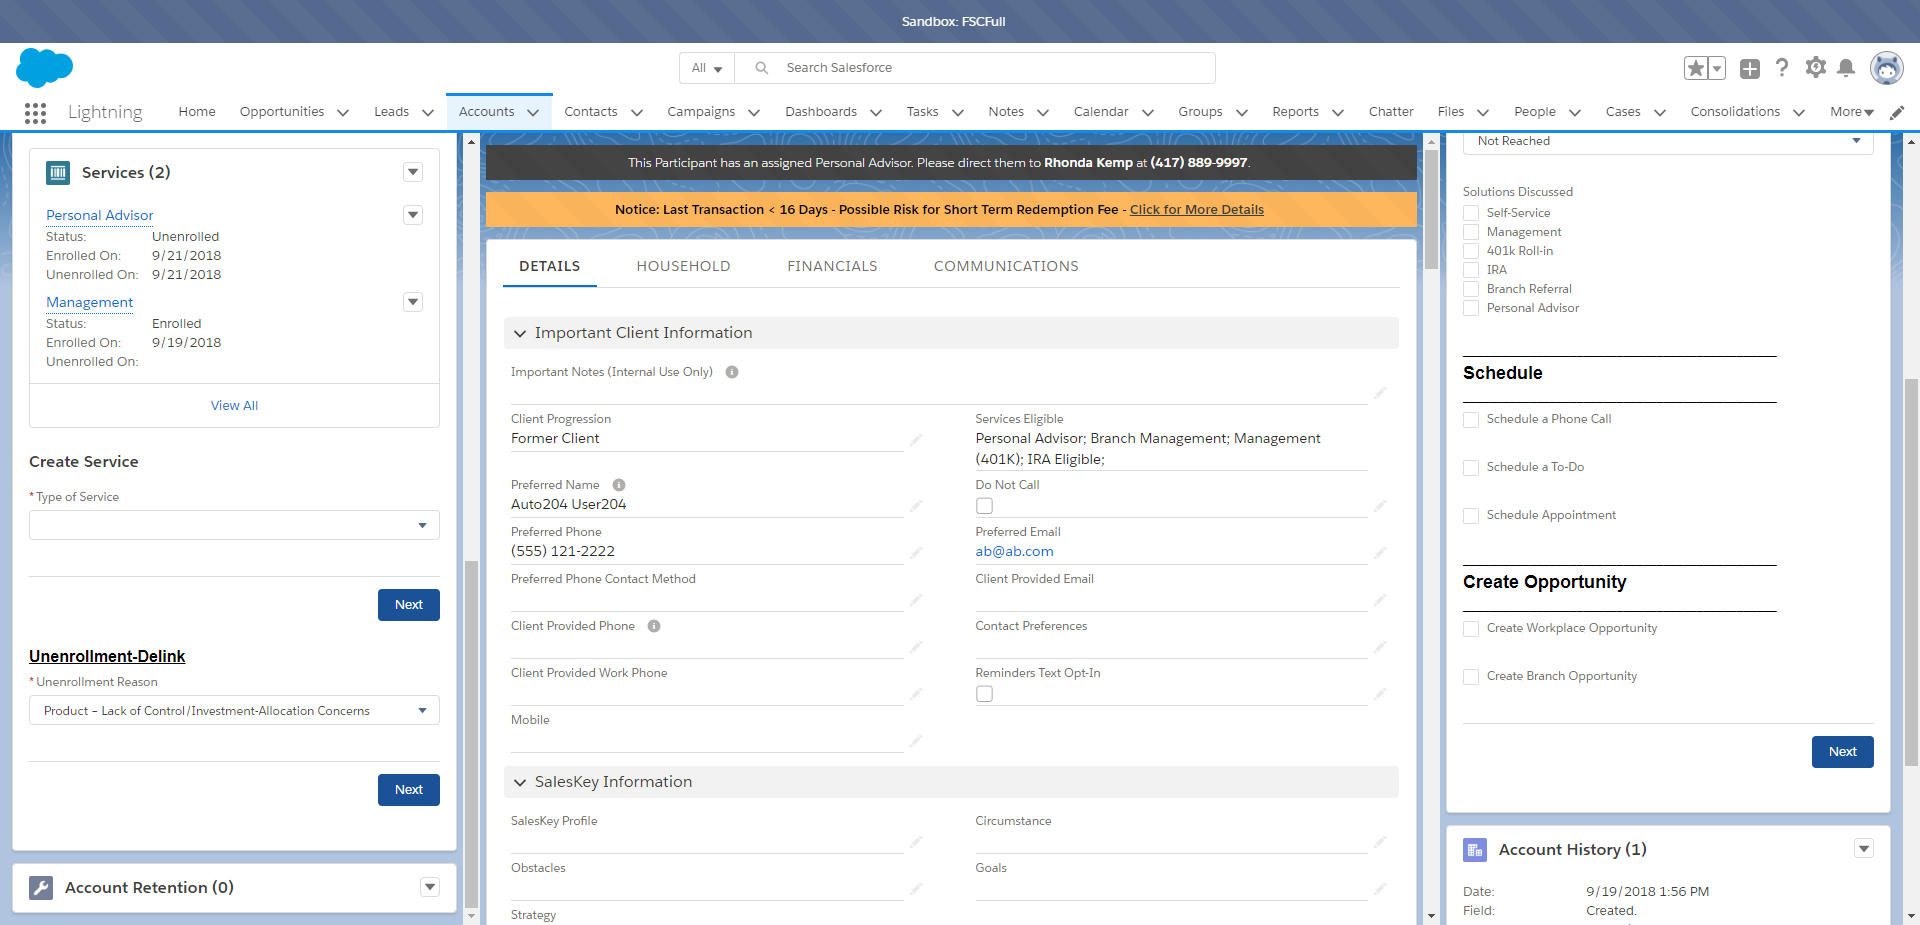 Sandbox: FSCFull
All
Search Salesforce
Lightning
Home
Opportunities
Leads
Accounts
Contacts
Campaigns
Dashboards
Tasks
Notes
Calendar
Groups
Reports
Chatter
Files
People
Cases
Consolidations
More
Services (2)
Personal Advisor
Status: Unenrolled
Enrolled On: 9/21/2018
Unenrolled On: 9/21/2018
Management
Status: Enrolled
Enrolled On: 9/19/2018
Unenrolled On:
View All
Create Service
* Type of Service
Next
Unenrollment-Delink
* Unenrollment Reason
Product – Lack of Control/Investment-Allocation Concerns
Next
Account Retention (0)
This Participant has an assigned Personal Advisor. Please direct them to Rhonda Kemp at (417) 889-9997.
Notice: Last Transaction < 16 Days - Possible Risk for Short Term Redemption Fee - Click for More Details
DETAILS
HOUSEHOLD
FINANCIALS
COMMUNICATIONS
Important Client Information
Important Notes (Internal Use Only)
Client Progression
Former Client
Services Eligible
Personal Advisor; Branch Management; Management
(401K); IRA Eligible;
Preferred Name
Auto204 User204
Do Not Call
Preferred Phone
(555) 121-2222
Preferred Email
ab@ab.com
Preferred Phone Contact Method
Client Provided Email
Client Provided Phone
Contact Preferences
Client Provided Work Phone
Reminders Text Opt-In
Mobile
SalesKey Information
SalesKey Profile
Circumstance
Obstacles
Goals
Strategy
Not Reached
Solutions Discussed
Self-Service
Management
401k Roll-in
IRA
Branch Referral
Personal Advisor
Schedule
Schedule a Phone Call
Schedule a To-Do
Schedule Appointment
Create Opportunity
Create Workplace Opportunity
Create Branch Opportunity
Next
Account History (1)
Date: 9/19/2018 1:56 PM
Field: Created.